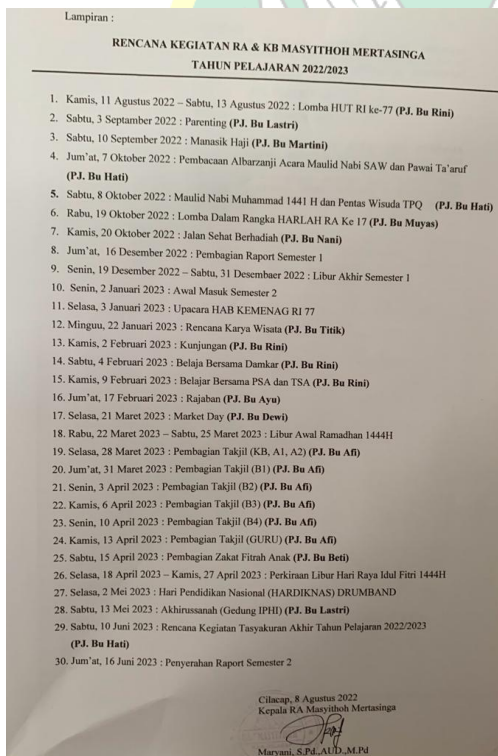 Lampiran :
RENCANA KEGIATAN RA & KB MASYITHOH MERTASINGA
TAHUN PELAJARAN 2022/2023
1. Kamis, 11 Agustus 2022 – Sabtu, 13 Agustus 2022 : Lomba HUT RI ke-77 (PJ. Bu Rini)
2. Sabtu, 3 Septambar 2022 : Parenting (PJ. Bu Lastri)
3. Sabtu, 10 September 2022 : Manasik Haji (PJ. Bu Martini)
4. Jum'at, 7 Oktober 2022 : Pembacaan Albarzanji Acara Maulid Nabi SAW dan Pawai Ta'aruf
(PJ. Bu Hati)
5. Sabtu, 8 Oktober 2022 : Maulid Nabi Muhammad 1441 H dan Pentas Wisuda TPQ (PJ. Bu Hati)
6. Rabu, 19 Oktober 2022 : Lomba Dalam Rangka HARLAH RA Ke 17 (PJ. Bu Muyas)
7. Kamis, 20 Oktober 2022 : Jalan Sehat Berhadiah (PJ. Bu Nani)
8. Jum'at, 16 Desember 2022 : Pembagian Raport Semester 1
9. Senin, 19 Desember 2022 – Sabtu, 31 Desembaer 2022 : Libur Akhir Semester 1
10. Senin, 2 Januari 2023 : Awal Masuk Semester 2
11. Selasa, 3 Januari 2023 : Upacara HAB KEMENAG RI 77
12. Minguu, 22 Januari 2023 : Rencana Karya Wisata (PJ. Bu Titik)
13. Kamis, 2 Februari 2023 : Kunjungan (PJ. Bu Rini)
14. Sabtu, 4 Februari 2023 : Belaja Bersama Damkar (PJ. Bu Rini)
15. Kamis, 9 Februari 2023 : Belajar Bersama PSA dan TSA (PJ. Bu Rini)
16. Jum'at, 17 Februari 2023 : Rajaban (PJ. Bu Ayu)
17. Selasa, 21 Maret 2023 : Market Day (PJ. Bu Dewi)
18. Rabu, 22 Maret 2023 – Sabtu, 25 Maret 2023 : Libur Awal Ramadhan 1444H
19. Selasa, 28 Maret 2023 : Pembagian Takjil (KB, A1, A2) (PJ. Bu Afi)
20. Jum'at, 31 Maret 2023 : Pembagian Takjil (B1) (PJ. Bu Afi)
21. Senin, 3 April 2023 : Pembagian Takjil (B2) (PJ. Bu Afi)
22. Kamis, 6 April 2023 : Pembagian Takjil (B3) (PJ. Bu Afi)
23. Senin, 10 April 2023 : Pembagian Takjil (B4) (PJ. Bu Afi)
24. Kamis, 13 April 2023 : Pembagian Takjil (GURU) (PJ. Bu Afi)
25. Sabtu, 15 April 2023 : Pembagian Zakat Fitrah Anak (PJ. Bu Beti)
26. Selasa, 18 April 2023 – Kamis, 27 April 2023 : Perkiraan Libur Hari Raya Idul Fitri 1444H
27. Selasa, 2 Mei 2023 : Hari Pendidikan Nasional (HARDIKNAS) DRUMBAND
28. Sabtu, 13 Mei 2023 : Akhirussanah (Gedung IPHI) (PJ. Bu Lastri)
29. Sabtu, 10 Juni 2023 : Rencana Kegiatan Tasyakuran Akhir Tahun Pelajaran 2022/2023
(PJ. Bu Hati)
30. Jum'at, 16 Juni 2023 : Penyerahan Raport Semester 2
Cilacap, 8 Agustus 2022
Kepala RA Masyithoh Mertasinga
Maryani, S.Pd.,AUD.,M.Pd